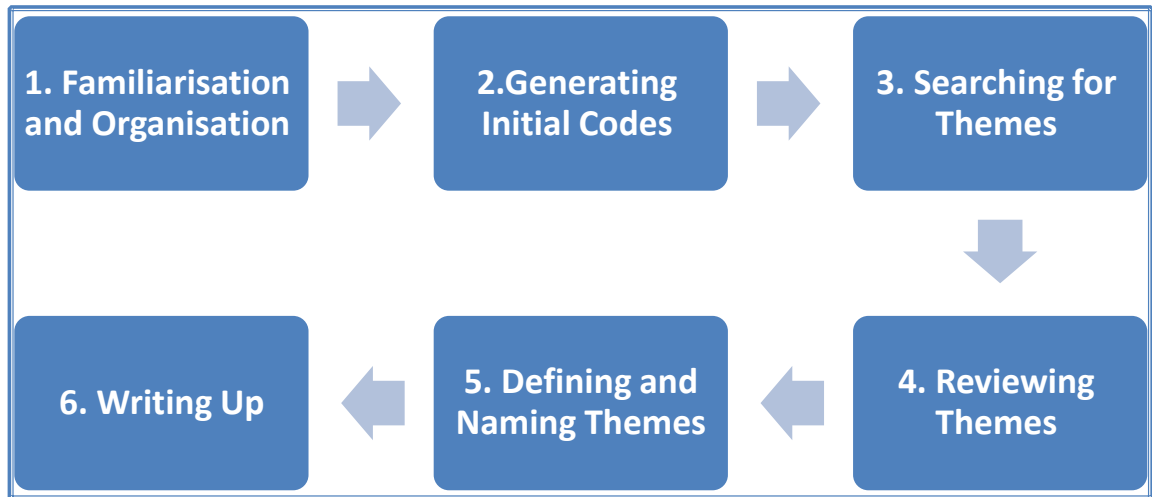 1. Familiarisation
and Organisation
2.Generating
Initial Codes
3. Searching for
Themes
4. Reviewing
Themes
5. Defining and
Naming Themes
6. Writing Up